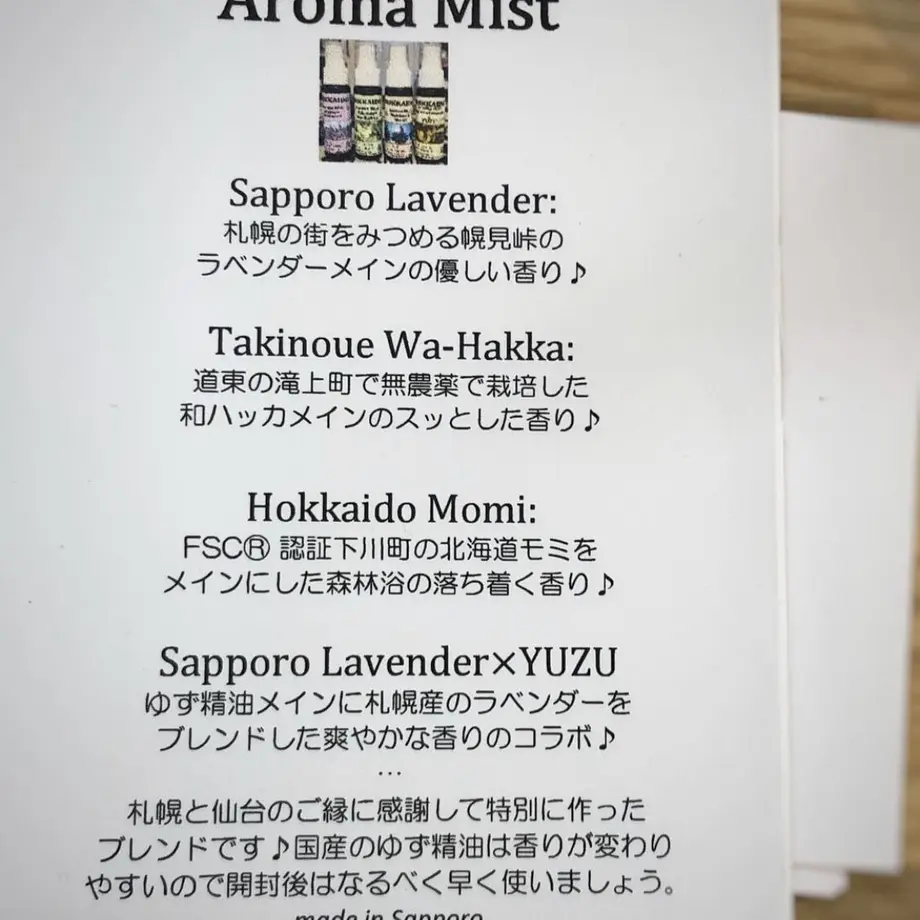 Aroma Mist
Sapporo Lavender:
札幌の街をみつめる幌見峠の
ラベンダーメインの優しい香り♪
Takinoue Wa-Hakka:
道東の滝上町で無農薬で栽培した
和ハッカメインのスッとした香り♪
Hokkaido Momi:
FSC® 認証下川町の北海道モミを
メインにした森林浴の落ち着く香り♪
Sapporo Lavender×YUZU
ゆず精油メインに札幌産のラベンダーを
ブレンドした爽やかな香りのコラボ♪
...
札幌と仙台のご縁に感謝して特別に作った
ブレンドです♪国産のゆず精油は香りが変わり
やすいので開封後はなるべく早く使いましょう。
made in Sapporo